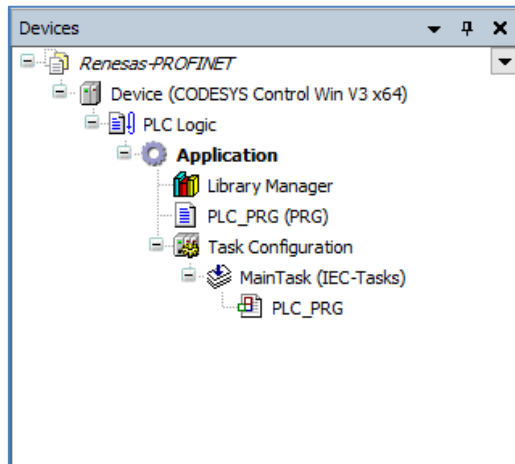 Devices
Renesas-PROFINET
Device (CODESYS Control Win V3 x64)
PLC Logic
Application
Library Manager
PLC_PRG (PRG)
Task Configuration
MainTask (IEC-Tasks)
PLC_PRG